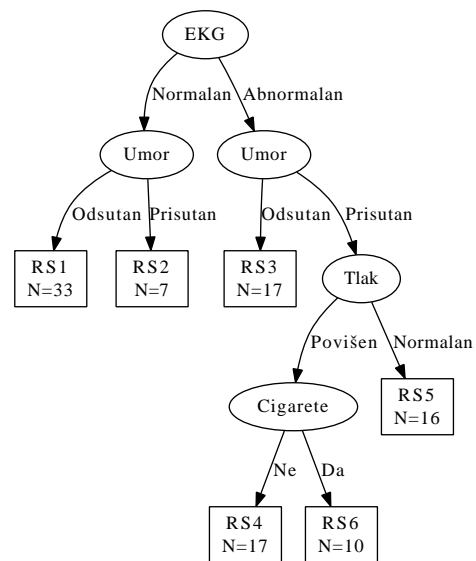 EKG
Normalan
Abnormalan
Umor
Umor
Odsutan
Prisutan
Odsutan
Prisutan
RS1
N=33
RS2
N=7
RS3
N=17
Tlak
Povišen
Normalan
Cigarete
RS5
N=16
Ne
Da
RS4
N=17
RS6
N=10